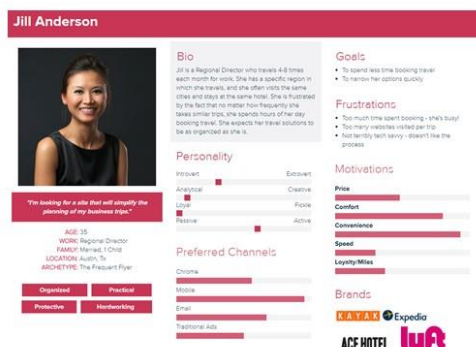 Jill Anderson
"I'm looking for a site that will simplify the
planning of my business trips."
AGE: 35
WORK: Regional Director
FAMILY: Married, 1 Child
LOCATION: Austin, Tx
ARCHETYPE: The Frequent Flyer
Organized
Practical
Protective
Hardworking
Bio
Jill is a Regional Director who travels 4-8 times
each month for work. She has a specific region in
which she travels, and she often visits the same
cities and stays at the same hotel. She is frustrated
by the fact that no matter how frequently she
takes similar trips, she spends hours of her day
booking travel. She expects her travel solutions to
be as organized as she is.
Personality
Introvert Extrovert
Analytical Creative
Loyal Fickle
Passive Active
Preferred Channels
Chrome
Mobile
Email
Traditional Ads
Goals
• To spend less time booking travel
• To narrow her options quickly
Frustrations
• Too much time spent booking - she's busy!
• Too many websites visited per trip
• Not terribly tech savvy - doesn't like the
process
Motivations
Price
Comfort
Convenience
Speed
Loyalty/Miles
Brands
KAYAK Expedia
ACE HOTEL lyft